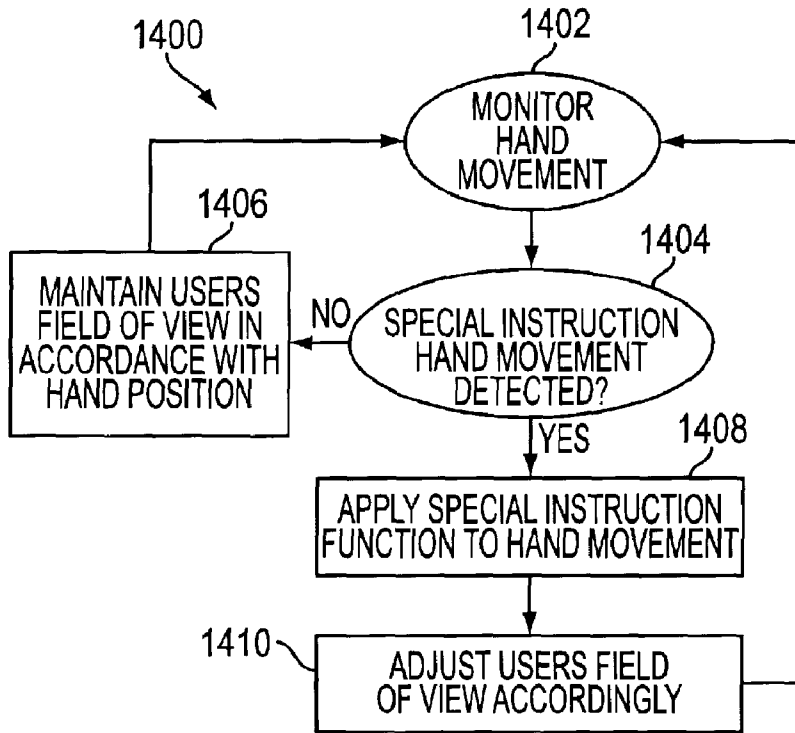 1400
1402
MONITOR
HAND
MOVEMENT
1406
MAINTAIN USERS
FIELD OF VIEW IN
ACCORDANCE WITH
HAND POSITION
NO
1404
SPECIAL INSTRUCTION
HAND MOVEMENT
DETECTED?
YES
1408
APPLY SPECIAL INSTRUCTION
FUNCTION TO HAND MOVEMENT
1410
ADJUST USERS FIELD
OF VIEW ACCORDINGLY